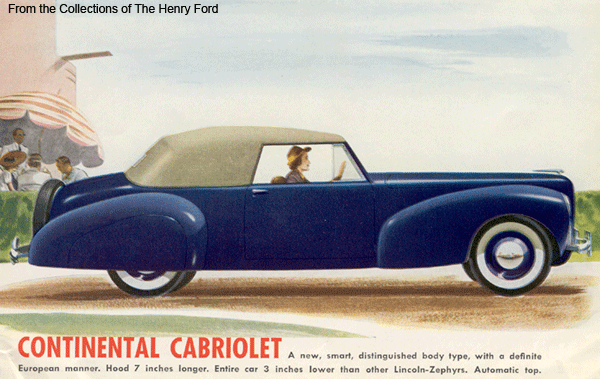 From the Collections of The Henry Ford
CONTINENTAL CABRIOLET A new, smart, distinguished body type, with a definite
European manner. Hood 7 inches longer. Entire car 3 inches lower than other Lincoln-Zephyrs. Automatic top.